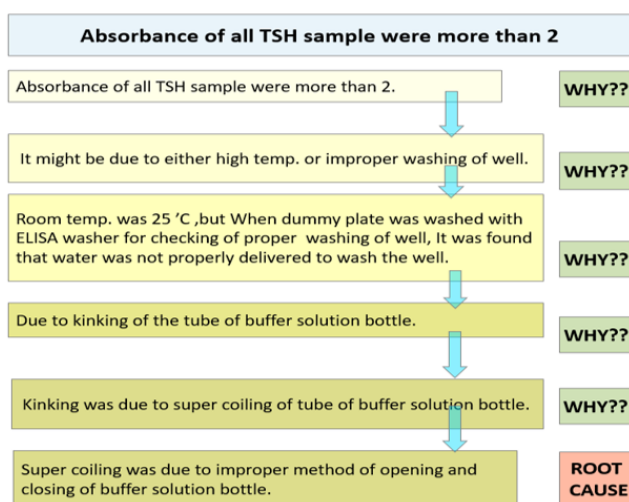 Absorbance of all TSH sample were more than 2
Absorbance of all TSH sample were more than 2.
WHY??
It might be due to either high temp. or improper washing of well.
WHY??
Room temp. was 25 ’C ,but When dummy plate was washed with
ELISA washer for checking of proper washing of well, It was found
that water was not properly delivered to wash the well.
WHY??
Due to kinking of the tube of buffer solution bottle.
WHY??
Kinking was due to super coiling of tube of buffer solution bottle.
WHY??
Super coiling was due to improper method of opening and
closing of buffer solution bottle.
ROOT
CAUSE